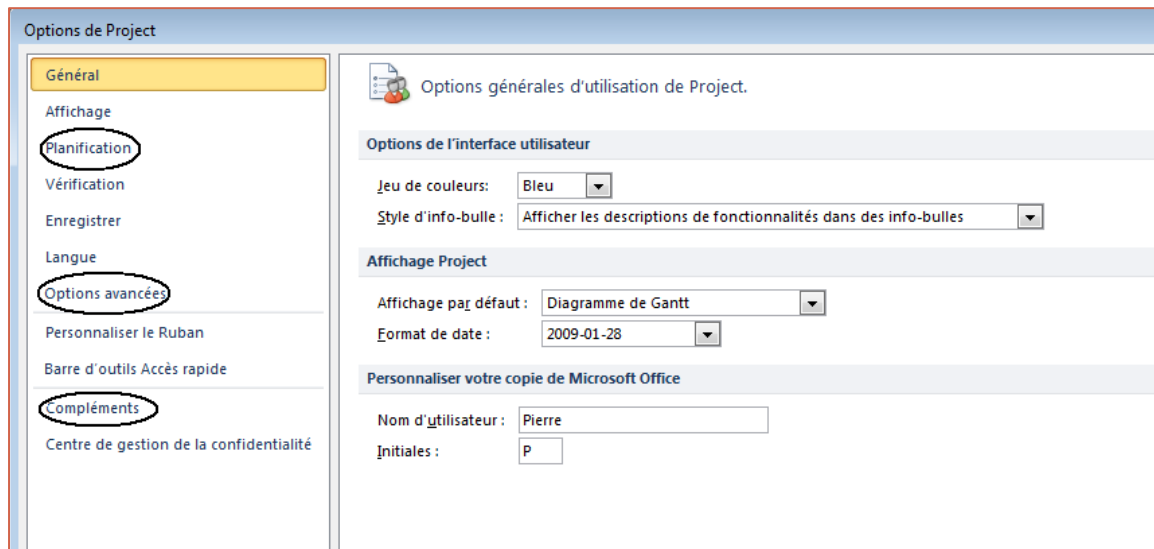 Options de Project
Général
Affichage
Planification
Vérification
Enregistrer
Langue
Options avancées
Personnaliser le Ruban
Barre d'outils Accès rapide
Compléments
Centre de gestion de la confidentialité
Options générales d'utilisation de Project.
Options de l'interface utilisateur
Jeu de couleurs: Bleu
Style d'info-bulle : Afficher les descriptions de fonctionnalités dans des info-bulles
Affichage Project
Affichage par défaut : Diagramme de Gantt
Format de date : 2009-01-28
Personnaliser votre copie de Microsoft Office
Nom d'utilisateur : Pierre
Initiales : P